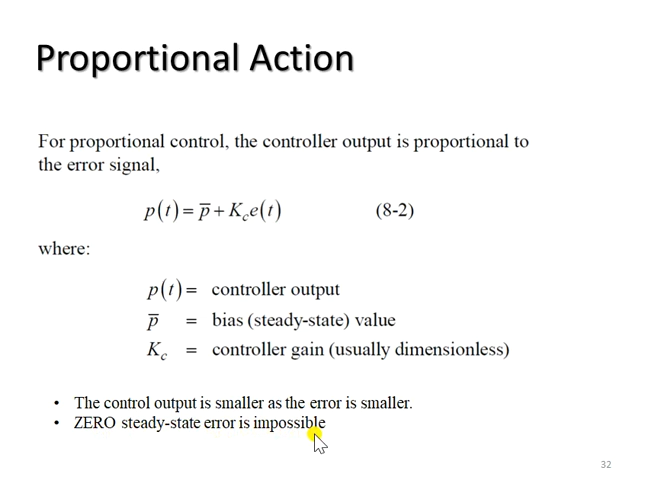 Proportional Action
For proportional control, the controller output is proportional to
the error signal,
p(t) = p̅ + K_c e(t) (8-2)
where:
p(t) = controller output
p̅ = bias (steady-state) value
K_c = controller gain (usually dimensionless)
• The control output is smaller as the error is smaller.
• ZERO steady-state error is impossible
32